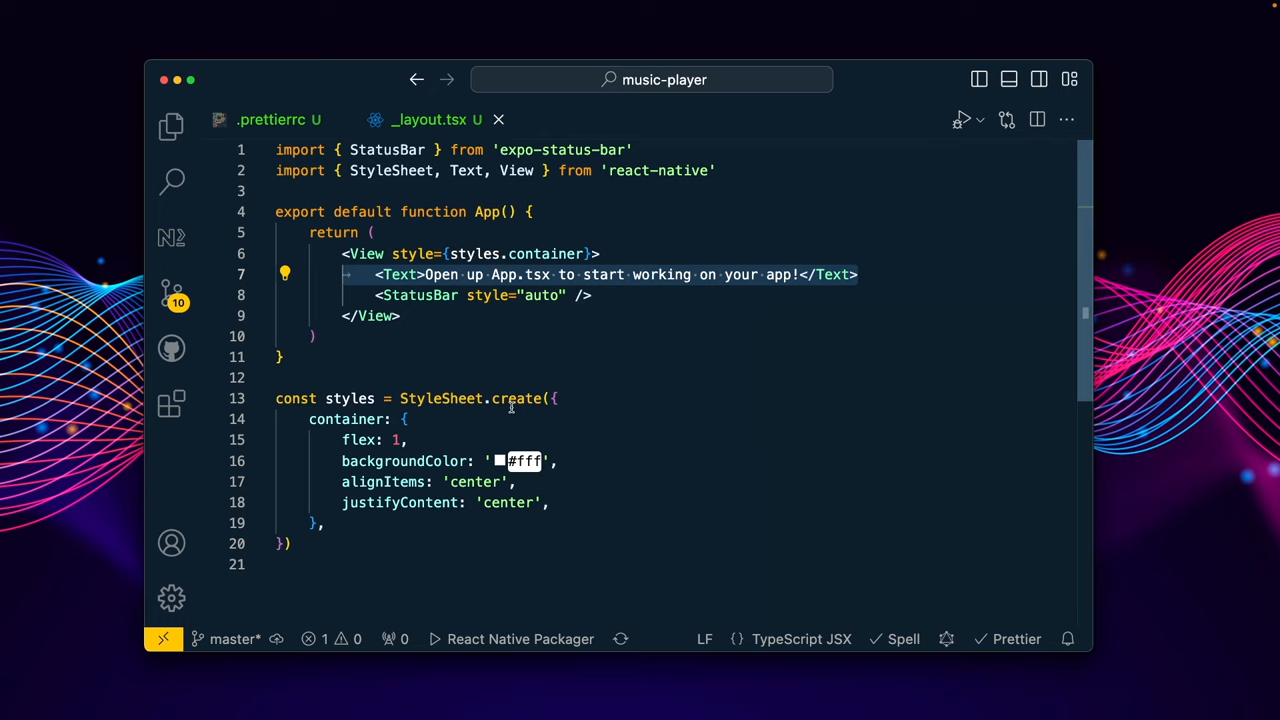 music-player
.prettierrc U
_layout.tsx U
1 import { StatusBar } from 'expo-status-bar'
2 import { StyleSheet, Text, View } from 'react-native'
3
4 export default function App() {
5 return (
6 <View style={styles.container}>
7 <Text>Open·up·App.tsx·to·start·working·on·your·app!</Text>
8 <StatusBar style="auto" />
9 </View>
10 )
11 }
12
13 const styles = StyleSheet.create({
14 container: {
15 flex: 1,
16 backgroundColor: '#fff',
17 alignItems: 'center',
18 justifyContent: 'center',
19 },
20 })
21
10
master* 1 0 0 React Native Packager LF {} TypeScript JSX Spell Prettier